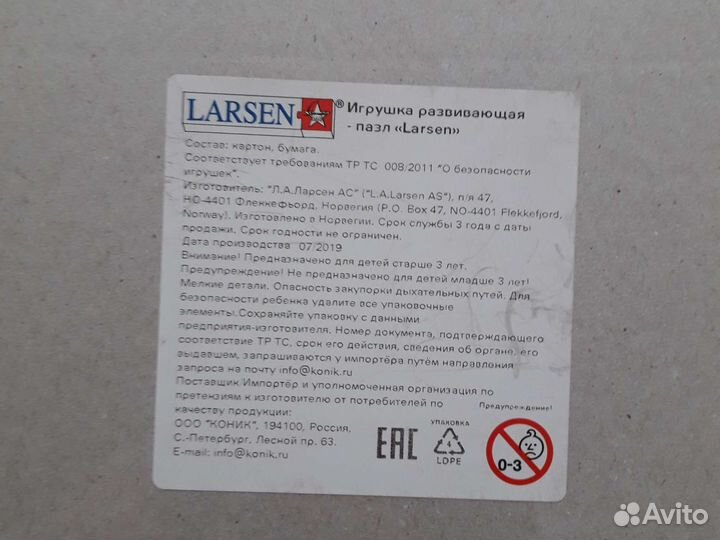 LARSEN ® Игрушка развивающая
- пазл «Larsen»
Состав: картон, бумага.
Соответствует требованиям ТР ТС 008/2011 "О безопасности
игрушек".
Изготовитель: "Л.А.Ларсен АС" ("L.A.Larsen AS"), п/я 47,
НО-4401 Флеккефьорд, Норвегия (P.O. Box 47, NO-4401 Flekkefjord,
Norway). Изготовлено в Норвегии. Срок службы 3 года с даты
продажи. Срок годности не ограничен.
Дата производства 07/2019
Внимание! Предназначено для детей старше 3 лет.
Предупреждение! Не предназначено для детей младше 3 лет!
Мелкие детали. Опасность закупорки дыхательных путей. Для
безопасности ребенка удалите все упаковочные
элементы.Сохраняйте упаковку с данными
предприятия-изготовителя. Номер документа, подтверждающего
соответствие ТР ТС, срок его действия, сведения об органе, его
выдавшем, запрашиваются у импортёра путём направления
запроса на почту info@konik.ru
Поставщик Импортёр и уполномоченная организация по
претензиям к изготовителю от потребителей по
качеству продукции:
ООО "КОНИК", 194100, Россия,
С.-Петербург, Лесной пр. 63.
E-mail: info@konik.ru
EAC
УПАКОВКА
4
LDPE
Предупреждение!
0-3
Avito